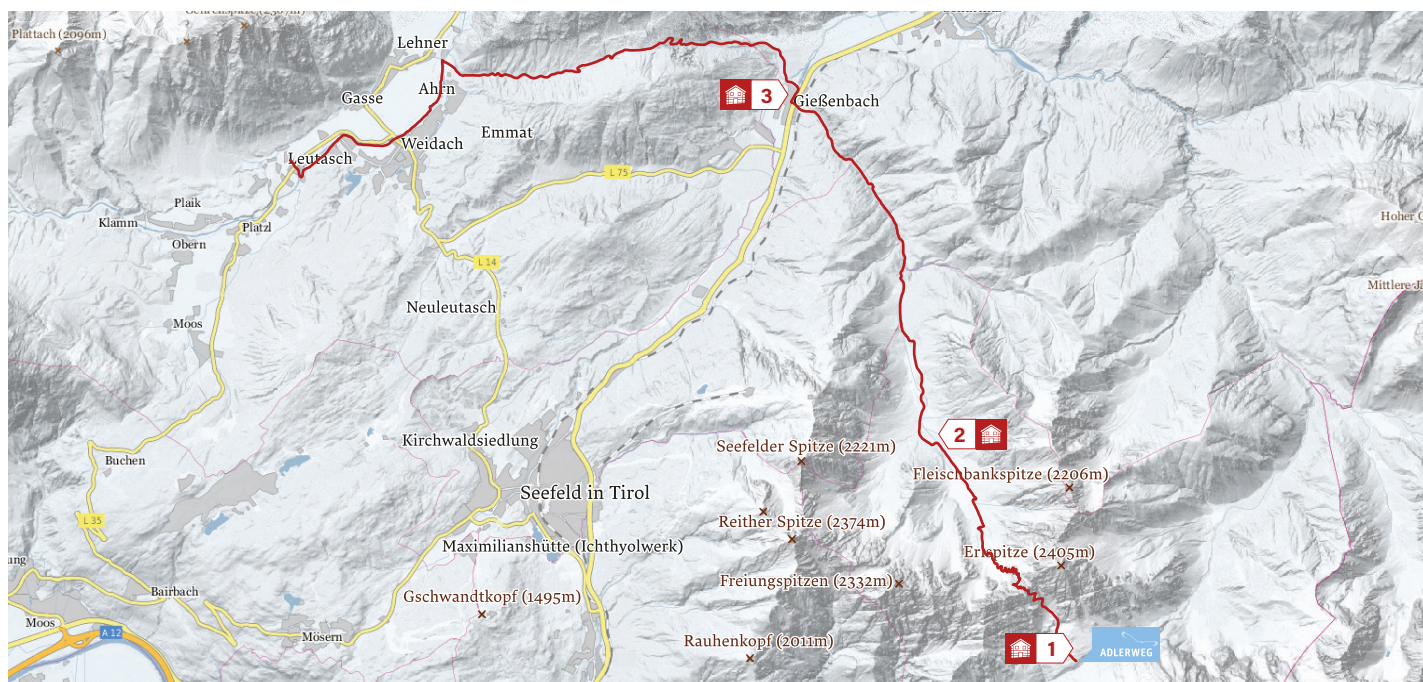 Plattach (2096m)
Lehner
Ahrn
Gasse
3
Gießenbach
Emmat
Weidach
Leutasch
L 75
Plaik
Klamm
Platzl
Obern
Hoher
L 14
Mittlere
Neuleutasch
Moos
Kirchwaldsiedlung
2
Seefelder Spitze (2221m)
Buchen
Fleischbankspitze (2206m)
Seefeld in Tirol
L 35
Reither Spitze (2374m)
Maximilianshütte (Ichthyolwerk)
Erlspitze (2405m)
Freiungspitzen (2332m)
Bairbach
Gschwandtkopf (1495m)
Moos
A 12
Mösern
Rauhenkopf (2011m)
1
ADLERWEG